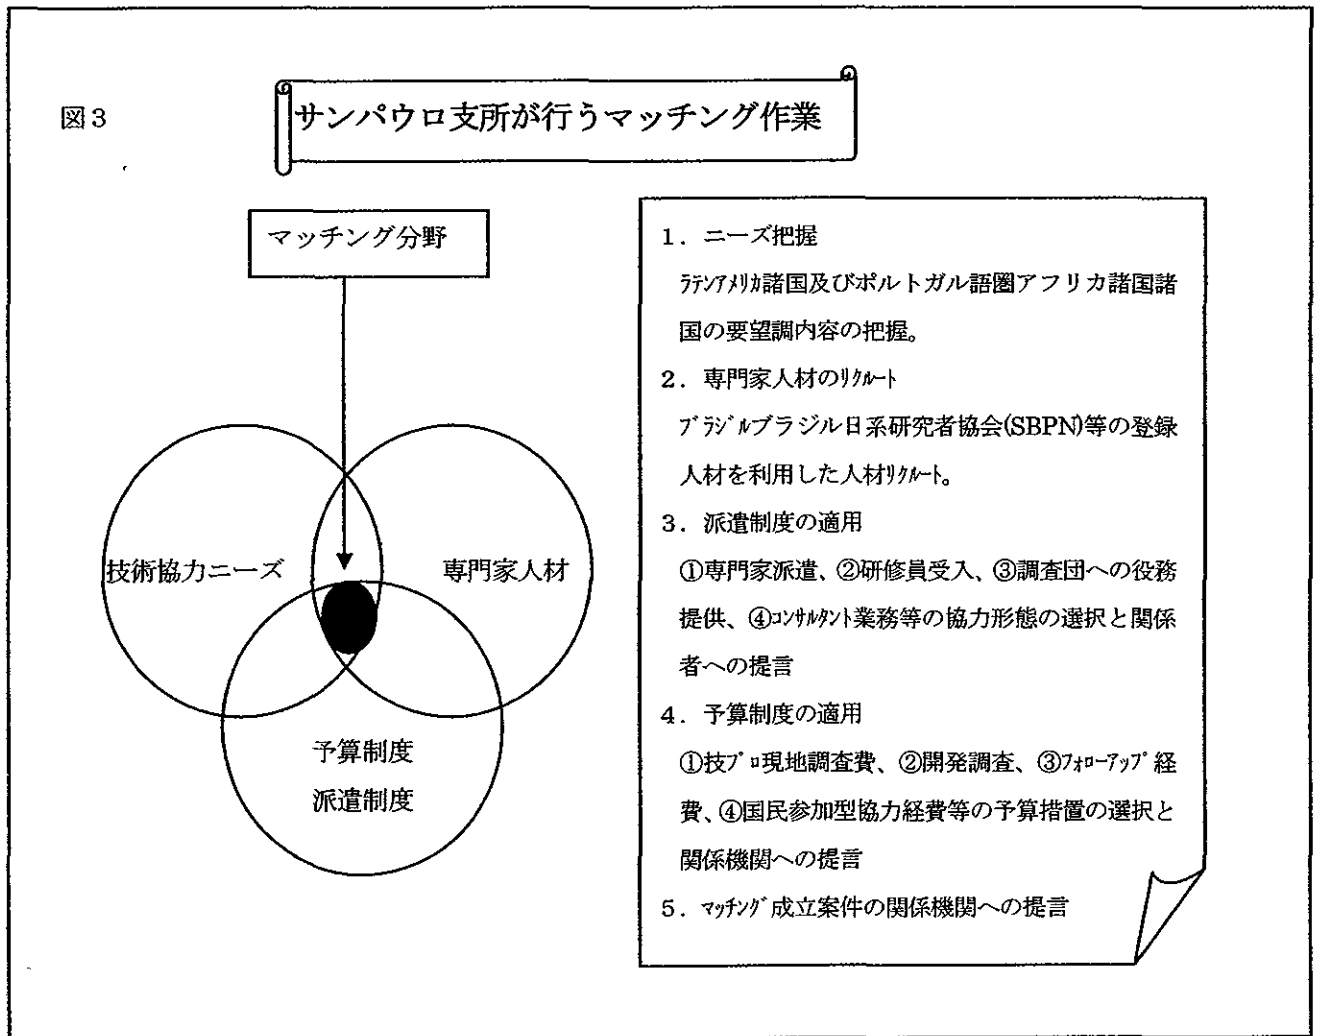 図3
サンパウロ支所が行うマッチング作業
マッチング分野
技術協力ニーズ
専門家人材
予算制度
派遣制度
1．ニーズ把握
ﾗﾃﾝｱﾒﾘｶ諸国及びポルトガル語圏アフリカ諸国諸
国の要望調内容の把握。
2．専門家人材のﾘｸﾙｰﾄ
ﾌﾞﾗｼﾞﾙブラジル日系研究者協会(SBPN)等の登録
人材を利用した人材ﾘｸﾙｰﾄ。
3．派遣制度の適用
①専門家派遣、②研修員受入、③調査団への役務
提供、④ｺﾝｻﾙﾀﾝﾄ業務等の協力形態の選択と関係
者への提言
4．予算制度の適用
①技ﾌﾟﾛ現地調査費、②開発調査、③ﾌｫﾛｰｱｯﾌﾟ経
費、④国民参加型協力経費等の予算措置の選択と
関係機関への提言
5．ﾏｯﾁﾝｸﾞ成立案件の関係機関への提言